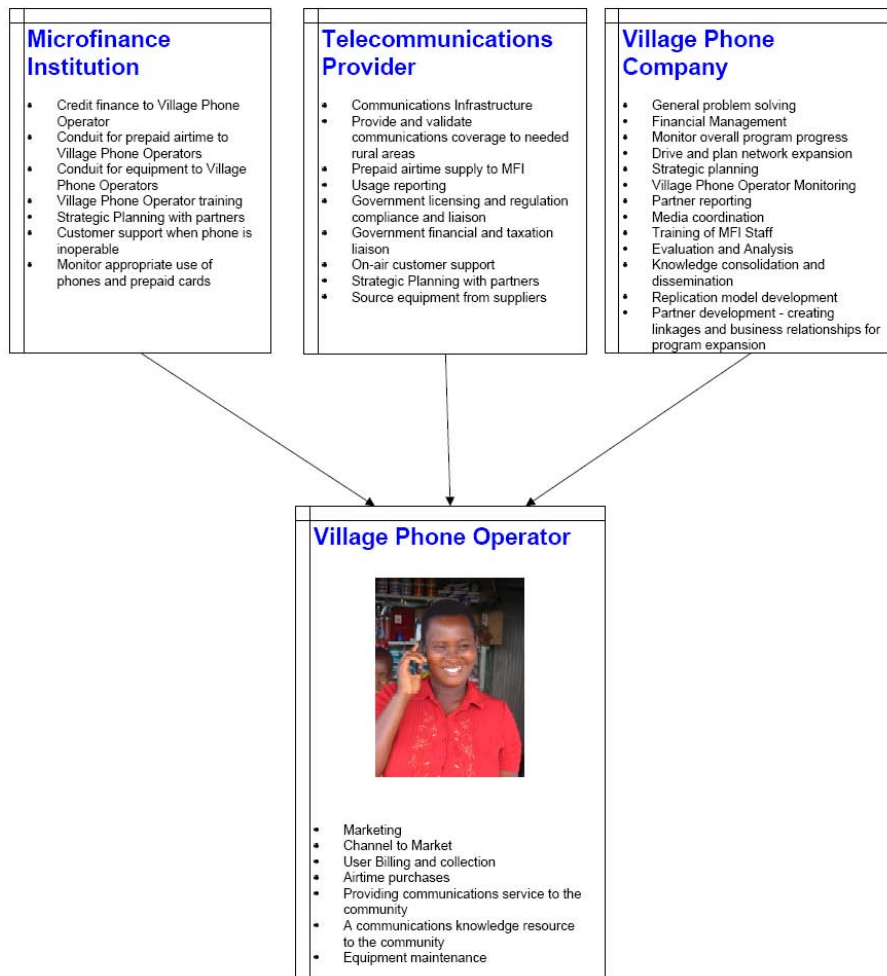 Microfinance
Institution
• Credit finance to Village Phone
Operator
• Conduit for prepaid airtime to
Village Phone Operators
• Conduit for equipment to Village
Phone Operators
• Village Phone Operator training
• Strategic Planning with partners
• Customer support when phone is
inoperable
• Monitor appropriate use of
phones and prepaid cards
Telecommunications
Provider
• Communications Infrastructure
• Provide and validate
communications coverage to needed
rural areas
• Prepaid airtime supply to MFI
• Usage reporting
• Government licensing and regulation
compliance and liaison
• Government financial and taxation
liaison
• On-air customer support
• Strategic Planning with partners
• Source equipment from suppliers
Village Phone
Company
• General problem solving
• Financial Management
• Monitor overall program progress
• Drive and plan network expansion
• Strategic planning
• Village Phone Operator Monitoring
• Partner reporting
• Media coordination
• Training of MFI Staff
• Evaluation and Analysis
• Knowledge consolidation and
dissemination
• Replication model development
• Partner development - creating
linkages and business relationships for
program expansion
Village Phone Operator
• Marketing
• Channel to Market
• User Billing and collection
• Airtime purchases
• Providing communications service to the
community
• A communications knowledge resource
to the community
• Equipment maintenance